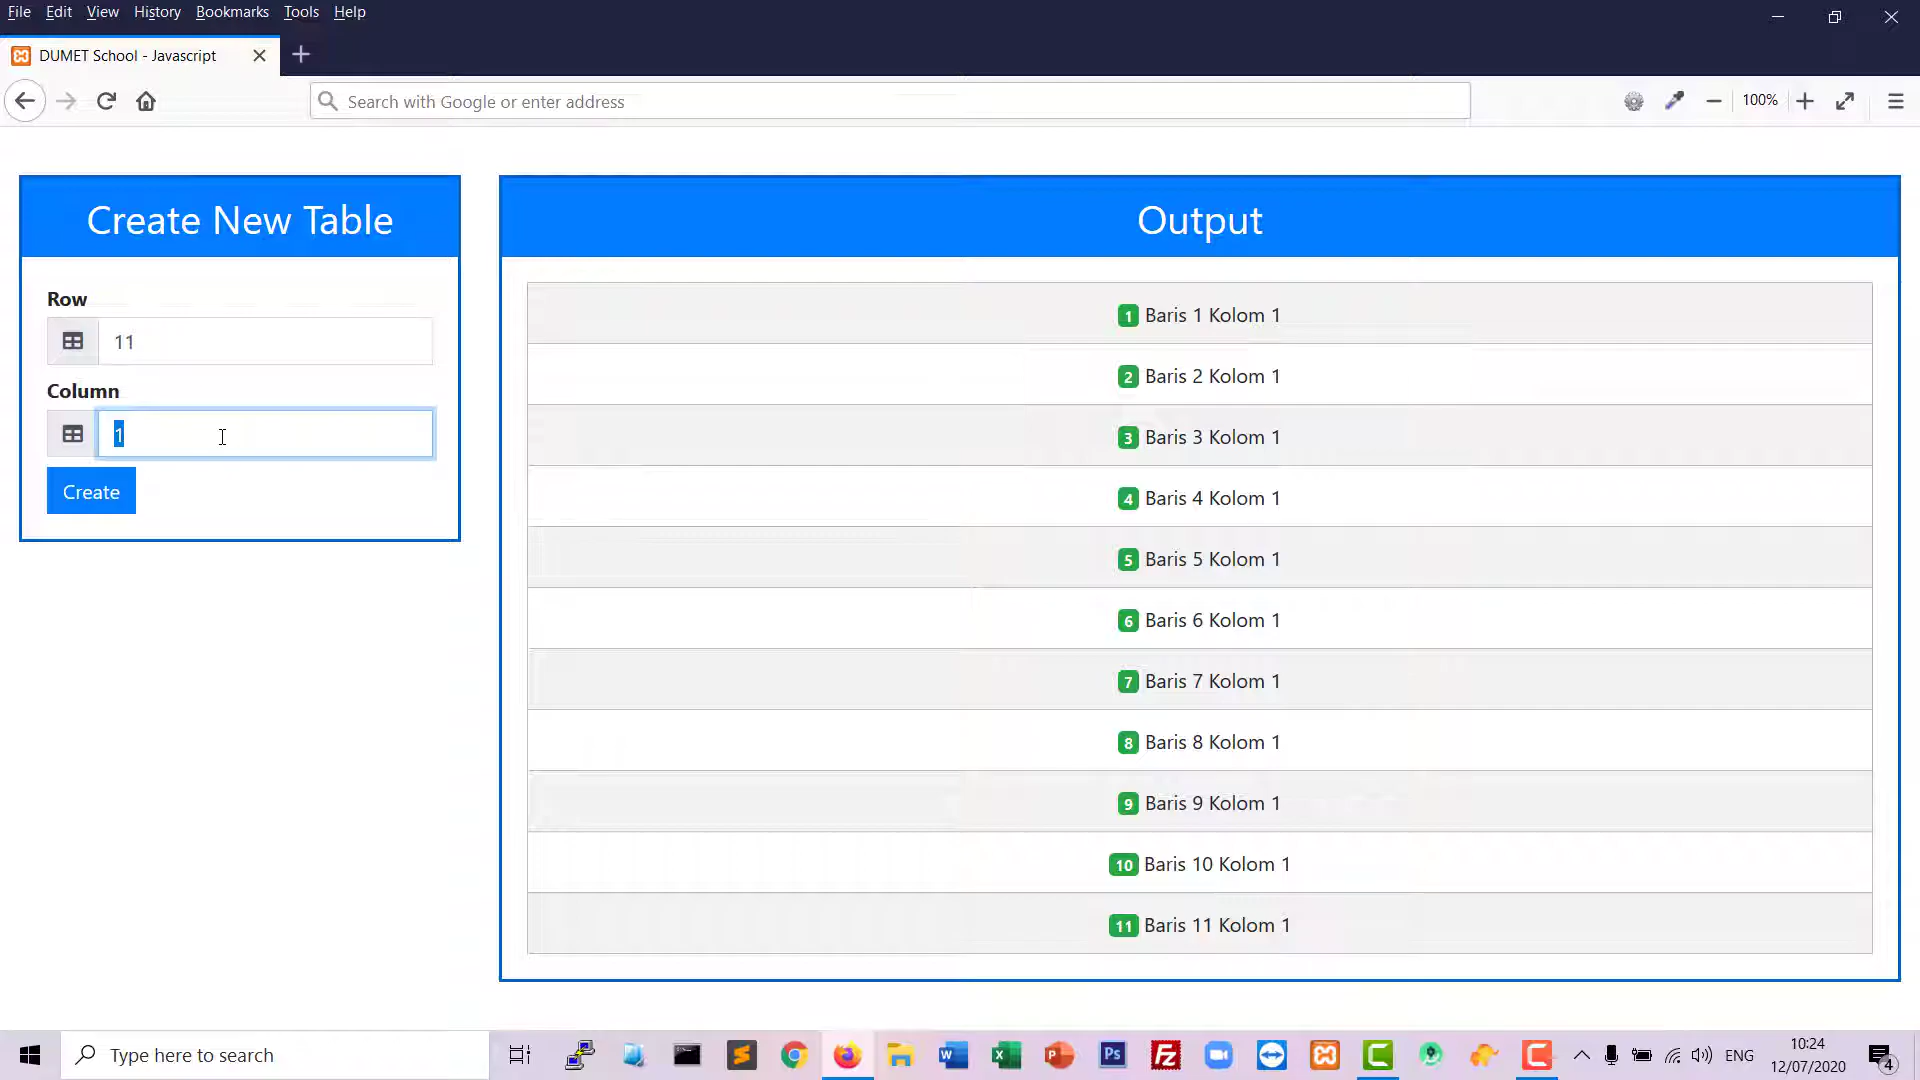 File Edit View History Bookmarks Tools Help
DUMET School - Javascript
Search with Google or enter address
100%
Create New Table
Row
11
Column
1
Create
Output
1 Baris 1 Kolom 1
2 Baris 2 Kolom 1
3 Baris 3 Kolom 1
4 Baris 4 Kolom 1
5 Baris 5 Kolom 1
6 Baris 6 Kolom 1
7 Baris 7 Kolom 1
8 Baris 8 Kolom 1
9 Baris 9 Kolom 1
10 Baris 10 Kolom 1
11 Baris 11 Kolom 1
Type here to search
Ps
Fz
ENG
10:24
12/07/2020
4